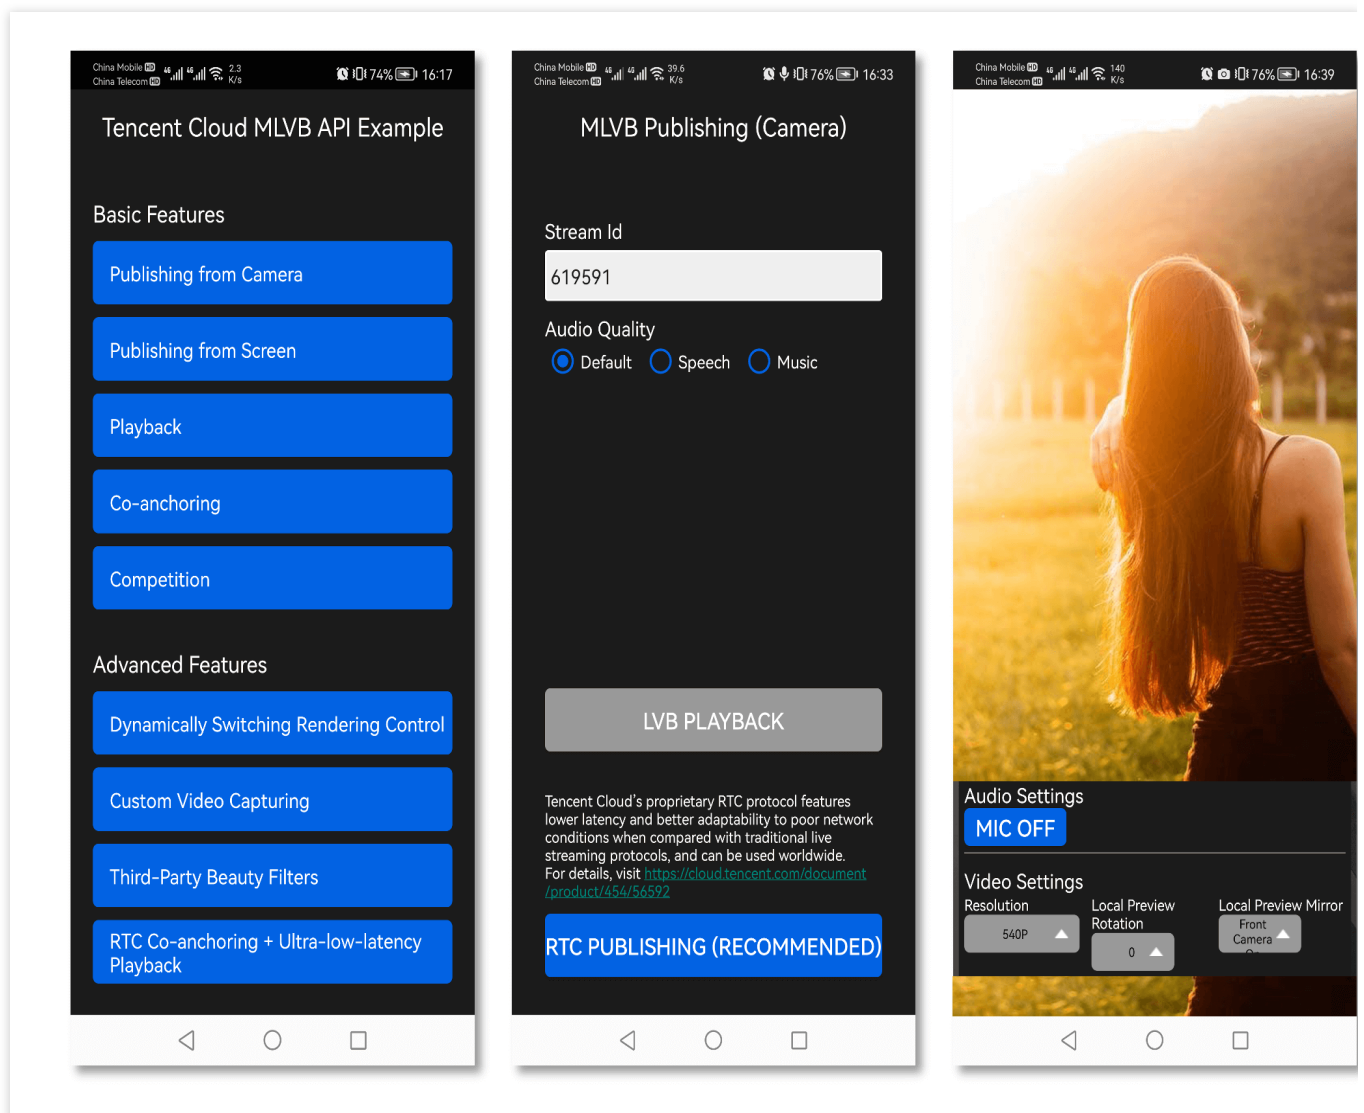 China Mobile HD 4G 4G 2.3 K/s
China Telecom HD
74% 16:17
Tencent Cloud MLVB API Example
Basic Features
Publishing from Camera
Publishing from Screen
Playback
Co-anchoring
Competition
Advanced Features
Dynamically Switching Rendering Control
Custom Video Capturing
Third-Party Beauty Filters
RTC Co-anchoring + Ultra-low-latency
Playback
China Mobile HD 4G 4G 39.6 K/s
China Telecom HD
76% 16:33
MLVB Publishing (Camera)
Stream Id
619591
Audio Quality
Default Speech Music
LVB PLAYBACK
Tencent Cloud's proprietary RTC protocol features
lower latency and better adaptability to poor network
conditions when compared with traditional live
streaming protocols, and can be used worldwide.
For details, visit https://cloud.tencent.com/document
/product/454/56592
RTC PUBLISHING (RECOMMENDED)
China Mobile HD 4G 4G 140 K/s
China Telecom HD
76% 16:39
Audio Settings
MIC OFF
Video Settings
Resolution
540P
Local Preview
Rotation
0
Local Preview Mirror
Front
Camera